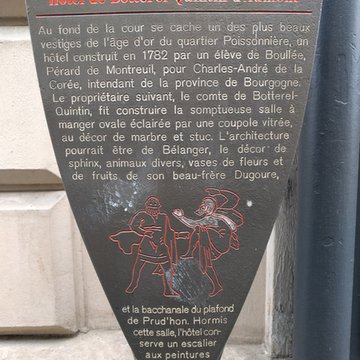 Hôtel de Botterel-Quintin d'Aumont
Au fond de la cour se cache un des plus beaux
vestiges de l'âge d'or du quartier Poissonnière, un
hôtel construit en 1782 par un élève de Boullée,
Pérard de Montreuil, pour Charles-André de la
Corée, intendant de la province de Bourgogne.
Le propriétaire suivant, le comte de Botterel-
Quintin, fit construire la somptueuse salle à
manger ovale éclairée par une coupole vitrée,
au décor de marbre et stuc. L'architecture
pourrait être de Bélanger, le décor de
sphinx, animaux divers, vases de fleurs et
de fruits de son beau-frère Dugoure,
et la bacchanale du plafond
de Prud'hon. Hormis
cette salle, l'hôtel con-
serve un escalier
aux peintures